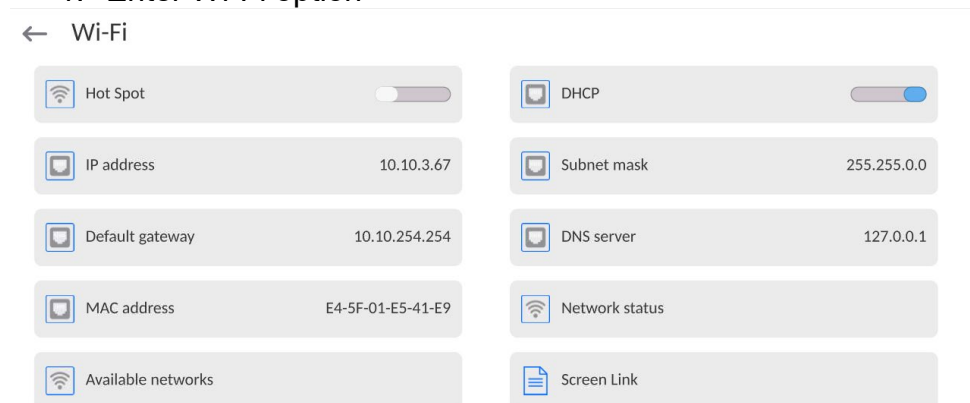 Wi-Fi
Hot Spot
DHCP
IP address 10.10.3.67
Subnet mask 255.255.0.0
Default gateway 10.10.254.254
DNS server 127.0.0.1
MAC address E4-5F-01-E5-41-E9
Network status
Available networks
Screen Link